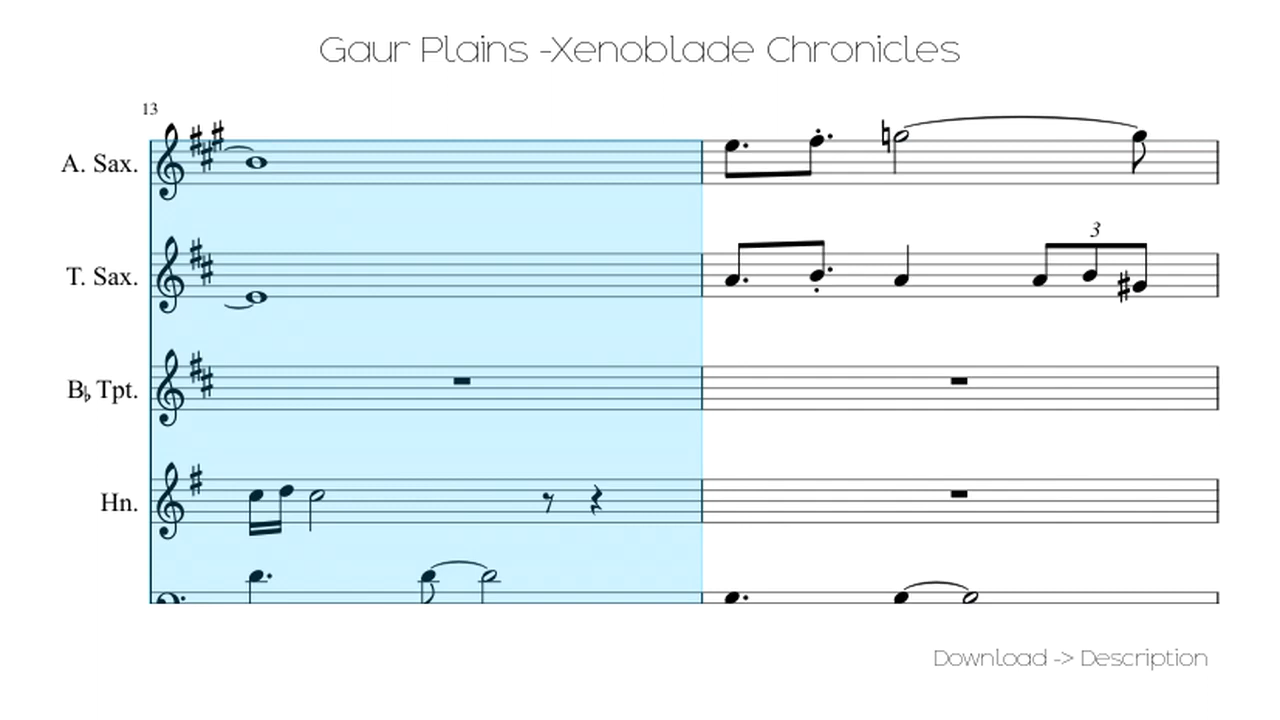 Gaur Plains -Xenoblade Chronicles
13
A. Sax.
T. Sax.
3
B♭ Tpt.
Hn.
Download -> Description